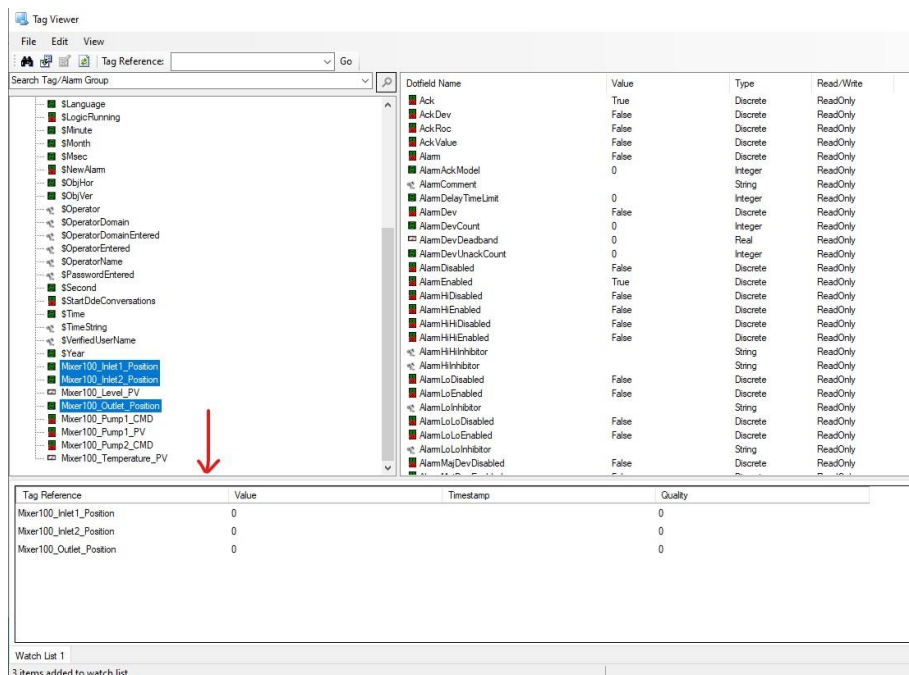 Tag Viewer
File Edit View
Tag Reference: Go
Search Tag/Alarm Group
$Language
$LogicRunning
$Minute
$Month
$Msec
$NewAlarm
$ObjHor
$ObjVer
$Operator
$OperatorDomain
$OperatorDomainEntered
$OperatorEntered
$OperatorName
$PasswordEntered
$Second
$StartDdeConversations
$Time
$TimeString
$VerifiedUserName
$Year
Mixer100_Inlet1_Position
Mixer100_Inlet2_Position
Mixer100_Level_PV
Mixer100_Outlet_Position
Mixer100_Pump1_CMD
Mixer100_Pump1_PV
Mixer100_Pump2_CMD
Mixer100_Temperature_PV
Dotfield Name Value Type Read/Write
Ack True Discrete ReadOnly
AckDev False Discrete ReadOnly
AckRoc False Discrete ReadOnly
AckValue False Discrete ReadOnly
Alarm False Discrete ReadOnly
AlarmAckModel 0 Integer ReadOnly
AlarmComment String ReadOnly
AlarmDelayTimeLimit 0 Integer ReadOnly
AlarmDev False Discrete ReadOnly
AlarmDevCount 0 Integer ReadOnly
AlarmDevDeadband 0 Real ReadOnly
AlarmDevUnackCount 0 Integer ReadOnly
AlarmDisabled False Discrete ReadOnly
AlarmEnabled True Discrete ReadOnly
AlarmHiDisabled False Discrete ReadOnly
AlarmHiEnabled False Discrete ReadOnly
AlarmHiHiDisabled False Discrete ReadOnly
AlarmHiHiEnabled False Discrete ReadOnly
AlarmHiHiInhibitor String ReadOnly
AlarmHiInhibitor String ReadOnly
AlarmLoDisabled False Discrete ReadOnly
AlarmLoEnabled False Discrete ReadOnly
AlarmLoInhibitor String ReadOnly
AlarmLoLoDisabled False Discrete ReadOnly
AlarmLoLoEnabled False Discrete ReadOnly
AlarmLoLoInhibitor String ReadOnly
AlarmMajDevDisabled False Discrete ReadOnly
Tag Reference Value Timestamp Quality
Mixer100_Inlet1_Position 0 0
Mixer100_Inlet2_Position 0 0
Mixer100_Outlet_Position 0 0
Watch List 1
3 items added to watch list